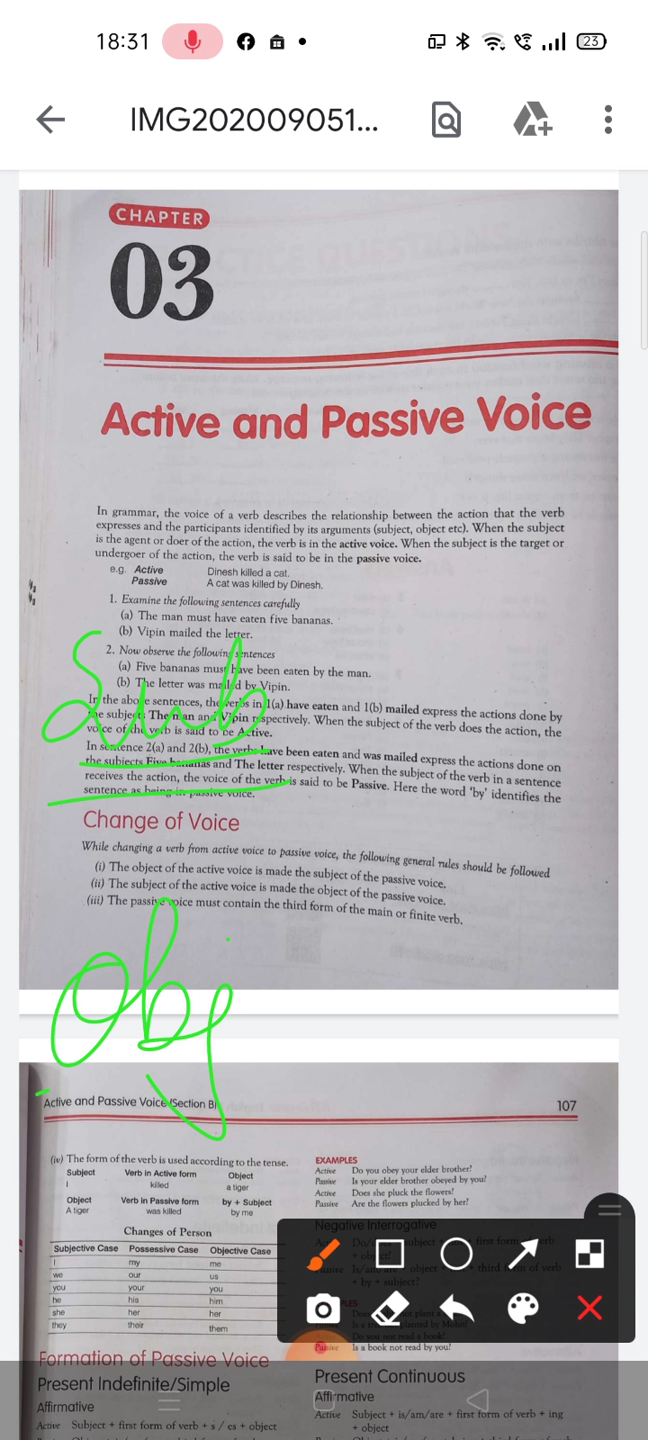 18:31
23
IMG202009051...
CHAPTER
03
Active and Passive Voice
In grammar, the voice of a verb describes the relationship between the action that the verb
expresses and the participants identified by its arguments (subject, object etc). When the subject
is the agent or doer of the action, the verb is in the active voice. When the subject is the target or
undergoer of the action, the verb is said to be in the passive voice.
e.g. Active Dinesh killed a cat.
Passive A cat was killed by Dinesh.
1. Examine the following sentences carefully
(a) The man must have eaten five bananas.
(b) Vipin mailed the letter.
2. Now observe the following sentences
(a) Five bananas must have been eaten by the man.
(b) The letter was mailed by Vipin.
Sub
In the above sentences, the verbs in 1(a) have eaten and 1(b) mailed express the actions done by
the subject The man and Vipin respectively. When the subject of the verb does the action, the
voice of the verb is said to be Active.
In sentence 2(a) and 2(b), the verbs have been eaten and was mailed express the actions done on
the subjects Five bananas and The letter respectively. When the subject of the verb in a sentence
receives the action, the voice of the verb is said to be Passive. Here the word 'by' identifies the
sentence as being in passive voice.
Change of Voice
While changing a verb from active voice to passive voice, the following general rules should be followed
(i) The object of the active voice is made the subject of the passive voice.
(ii) The subject of the active voice is made the object of the passive voice.
(iii) The passive voice must contain the third form of the main or finite verb.
Obj
Active and Passive Voice (Section B) 107
(iv) The form of the verb is used according to the tense.
Subject Verb in Active form Object
I killed a tiger
Object Verb in Passive form by + Subject
A tiger was killed by me
Changes of Person
Subjective Case Possessive Case Objective Case
I my me
we our us
you your you
he his him
she her her
they their them
Formation of Passive Voice
Present Indefinite/Simple
Affirmative
Active Subject + first form of verb + s / es + object
EXAMPLES
Active Do you obey your elder brother?
Passive Is your elder brother obeyed by you?
Active Does she pluck the flowers?
Passive Are the flowers plucked by her?
Negative Interrogative
Passive Is a book not read by you?
Present Continuous
Affirmative
Active Subject + is/am/are + first form of verb + ing
+ object